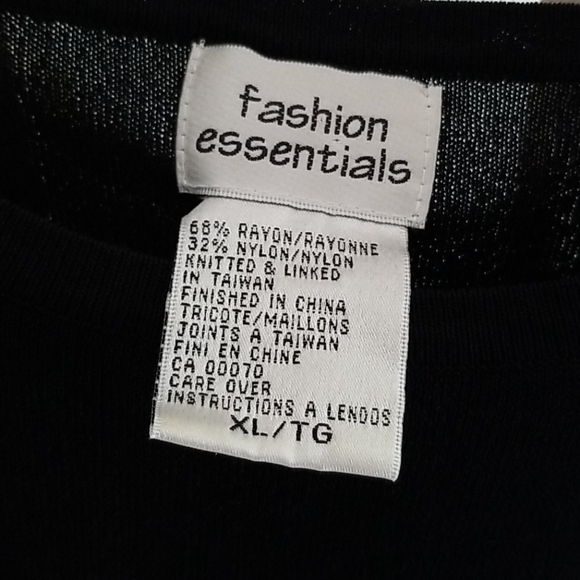 fashion
essentials
68% RAYON/RAYONNE
32% NYLON/NYLON
KNITTED & LINKED
IN TAIWAN
FINISHED IN CHINA
TRICOTE/MAILLONS
JOINTS A TAIWAN
FINI EN CHINE
CA 00070
CARE OVER
INSTRUCTIONS A LENDOS
XL/TG